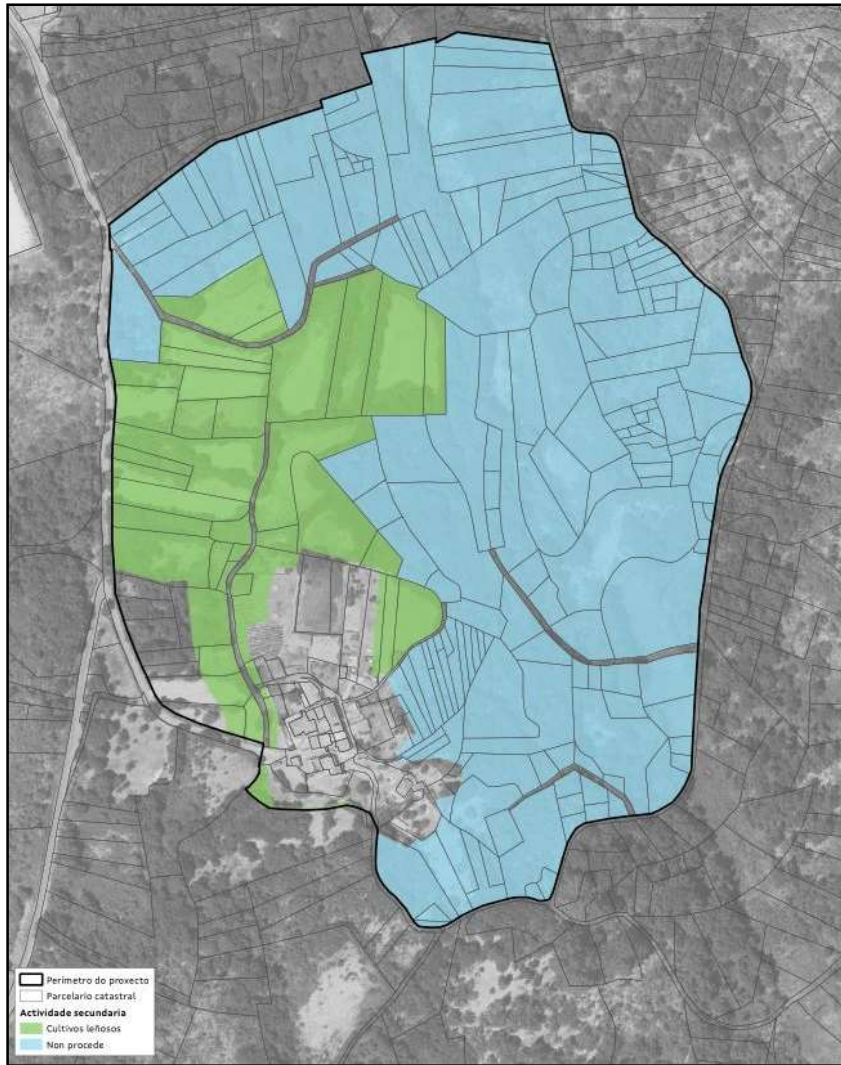 Perímetro do proxecto
Parcelario catastral
Actividade secundaria
Cultivos leñosos
Non procede